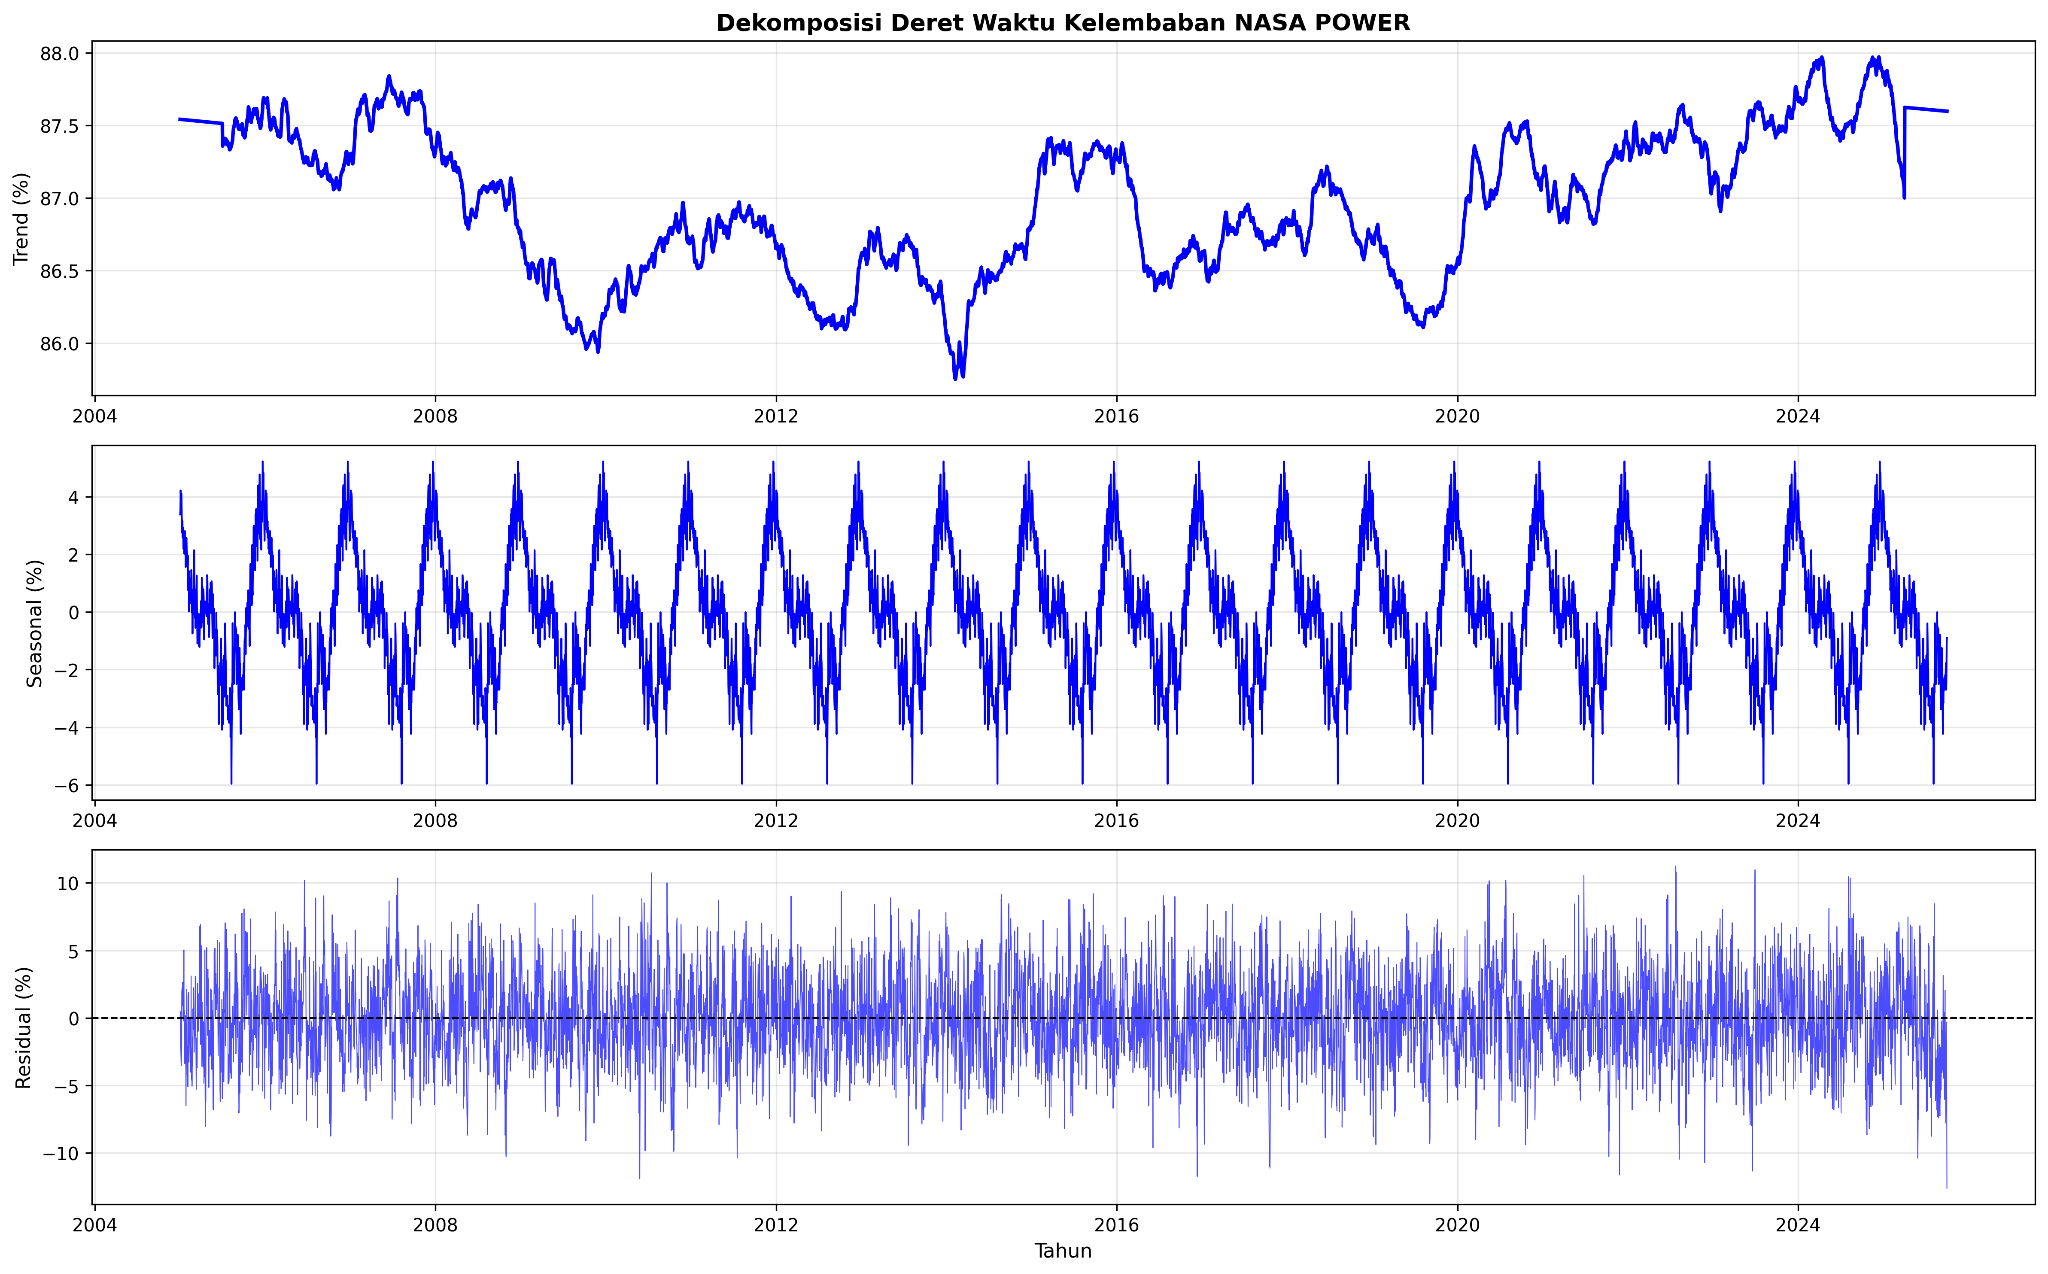 Dekomposisi Deret Waktu Kelembaban NASA POWER
Trend (%)
88.0
87.5
87.0
86.5
86.0
2004 2008 2012 2016 2020 2024
Seasonal (%)
4
2
0
−2
−4
−6
2004 2008 2012 2016 2020 2024
Residual (%)
10
5
0
−5
−10
2004 2008 2012 2016 2020 2024
Tahun